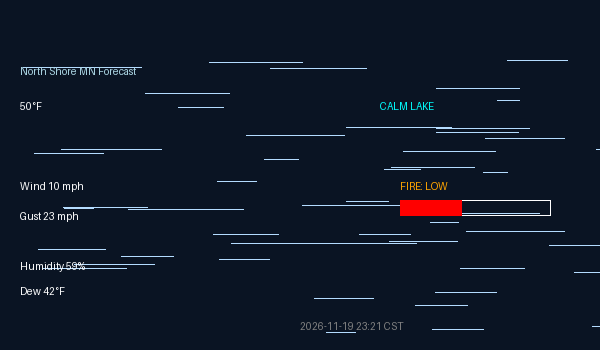 North Shore MN Forecast
50°F
CALM LAKE
Wind 10 mph
FIRE: LOW
Gust 23 mph
Humidity 59%
Dew 42°F
2026-11-19 23:21 CST